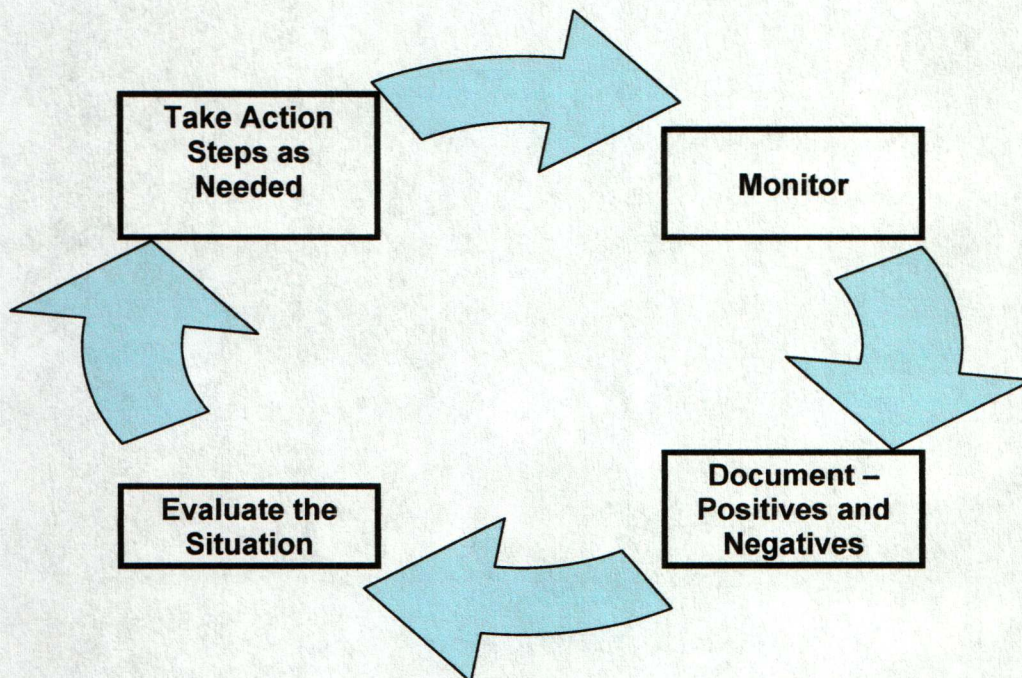 Take Action
Steps as
Needed
Monitor
Document –
Positives and
Negatives
Evaluate the
Situation